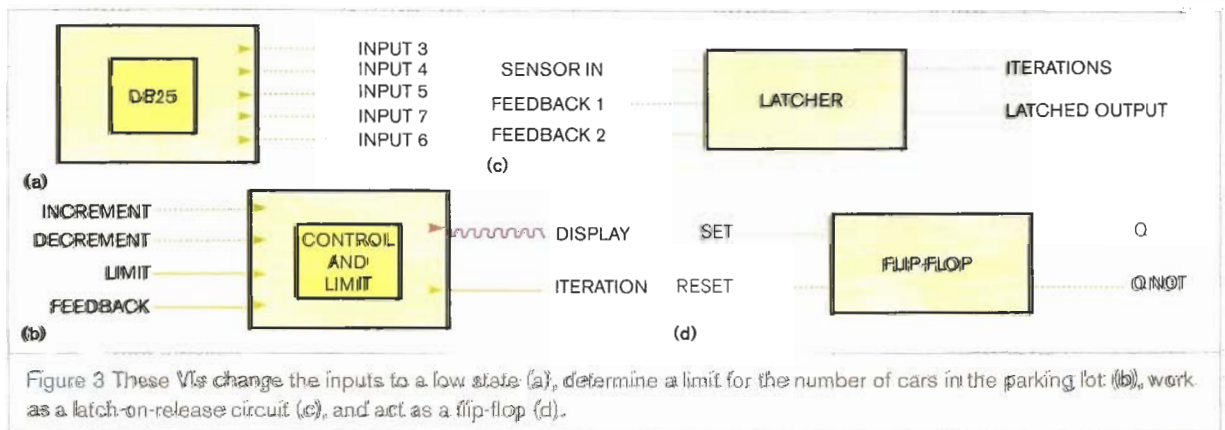 DB25
INPUT 3
INPUT 4
INPUT 5
INPUT 7
INPUT 6
(a)
SENSOR IN
FEEDBACK 1
FEEDBACK 2
LATCHER
ITERATIONS
LATCHED OUTPUT
(c)
INCREMENT
DECREMENT
LIMIT
FEEDBACK
CONTROL
AND
LIMIT
DISPLAY
ITERATION
(b)
SET
RESET
FLIP-FLOP
Q
Q NOT
(d)
Figure 3 These VIs change the inputs to a low state (a), determine a limit for the number of cars in the parking lot (b), work
as a latch-on-release circuit (c), and act as a flip-flop (d).